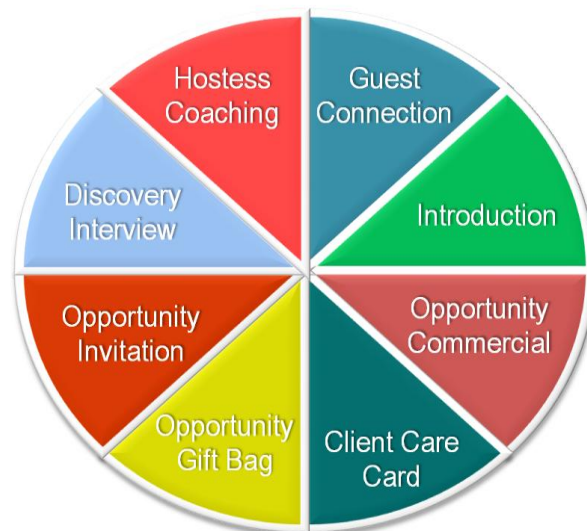 Hostess
Coaching
Guest
Connection
Discovery
Interview
Introduction
Opportunity
Invitation
Opportunity
Commercial
Opportunity
Gift Bag
Client Care
Card